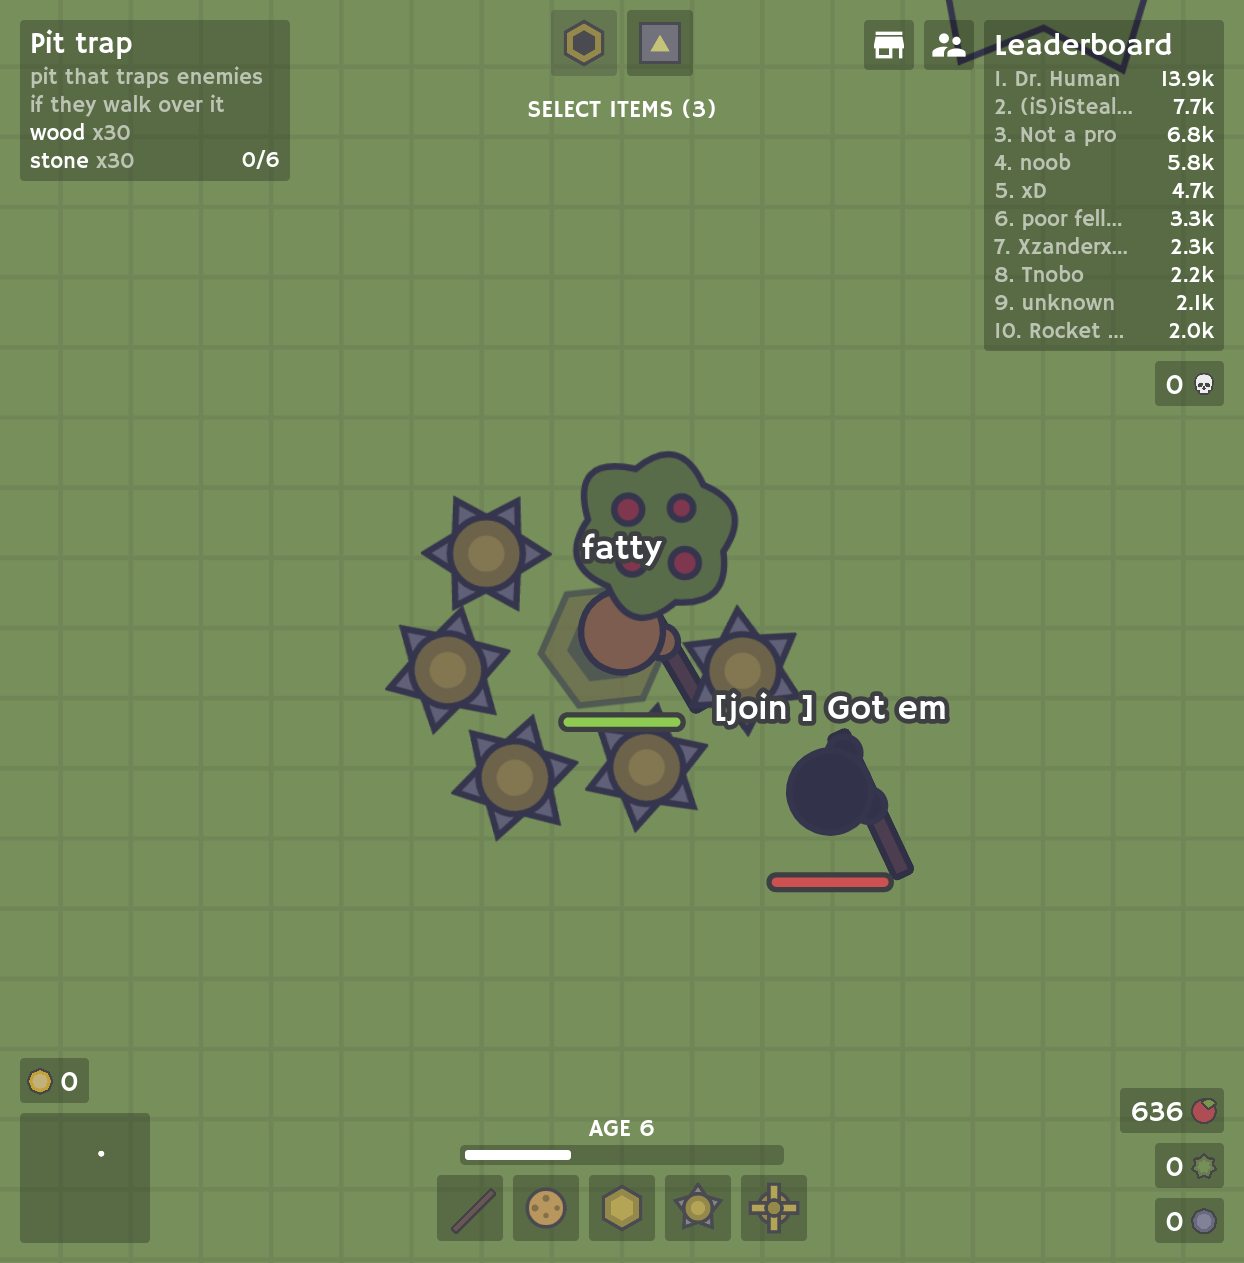 Pit trap
pit that traps enemies
if they walk over it
wood x30
stone x30 0/6
SELECT ITEMS (3)
Leaderboard
1. Dr. Human 13.9k
2. (iS)iSteal... 7.7k
3. Not a pro 6.8k
4. noob 5.8k
5. xD 4.7k
6. poor fell... 3.3k
7. Xzanderx... 2.3k
8. Tnobo 2.2k
9. unknown 2.1k
10. Rocket ... 2.0k
0
fatty
[join ] Got em
0
636
0
0
AGE 6